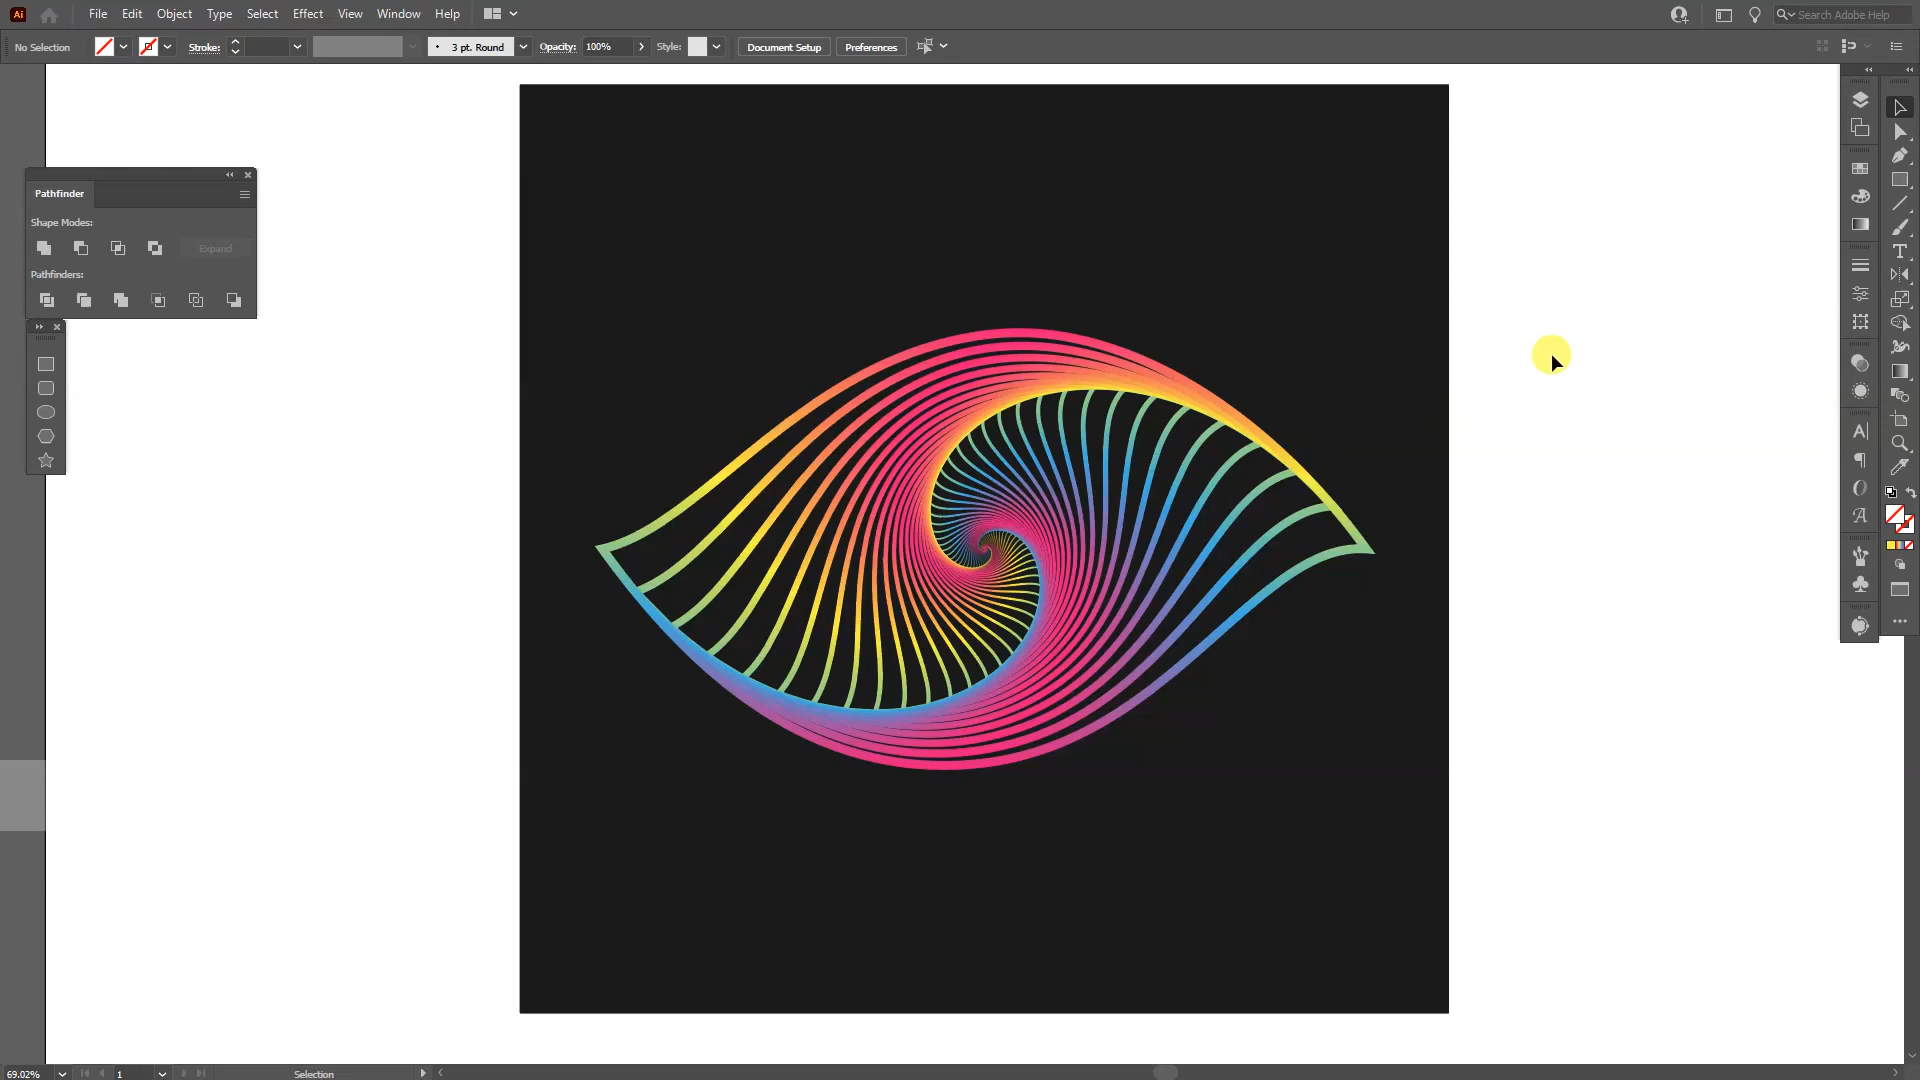 Ai File Edit Object Type Select Effect View Window Help Search Adobe Help
No Selection Stroke: 3 pt. Round Opacity: 100% Style: Document Setup Preferences
Pathfinder
Shape Modes:
Expand
Pathfinders:
69.02% 1 Selection